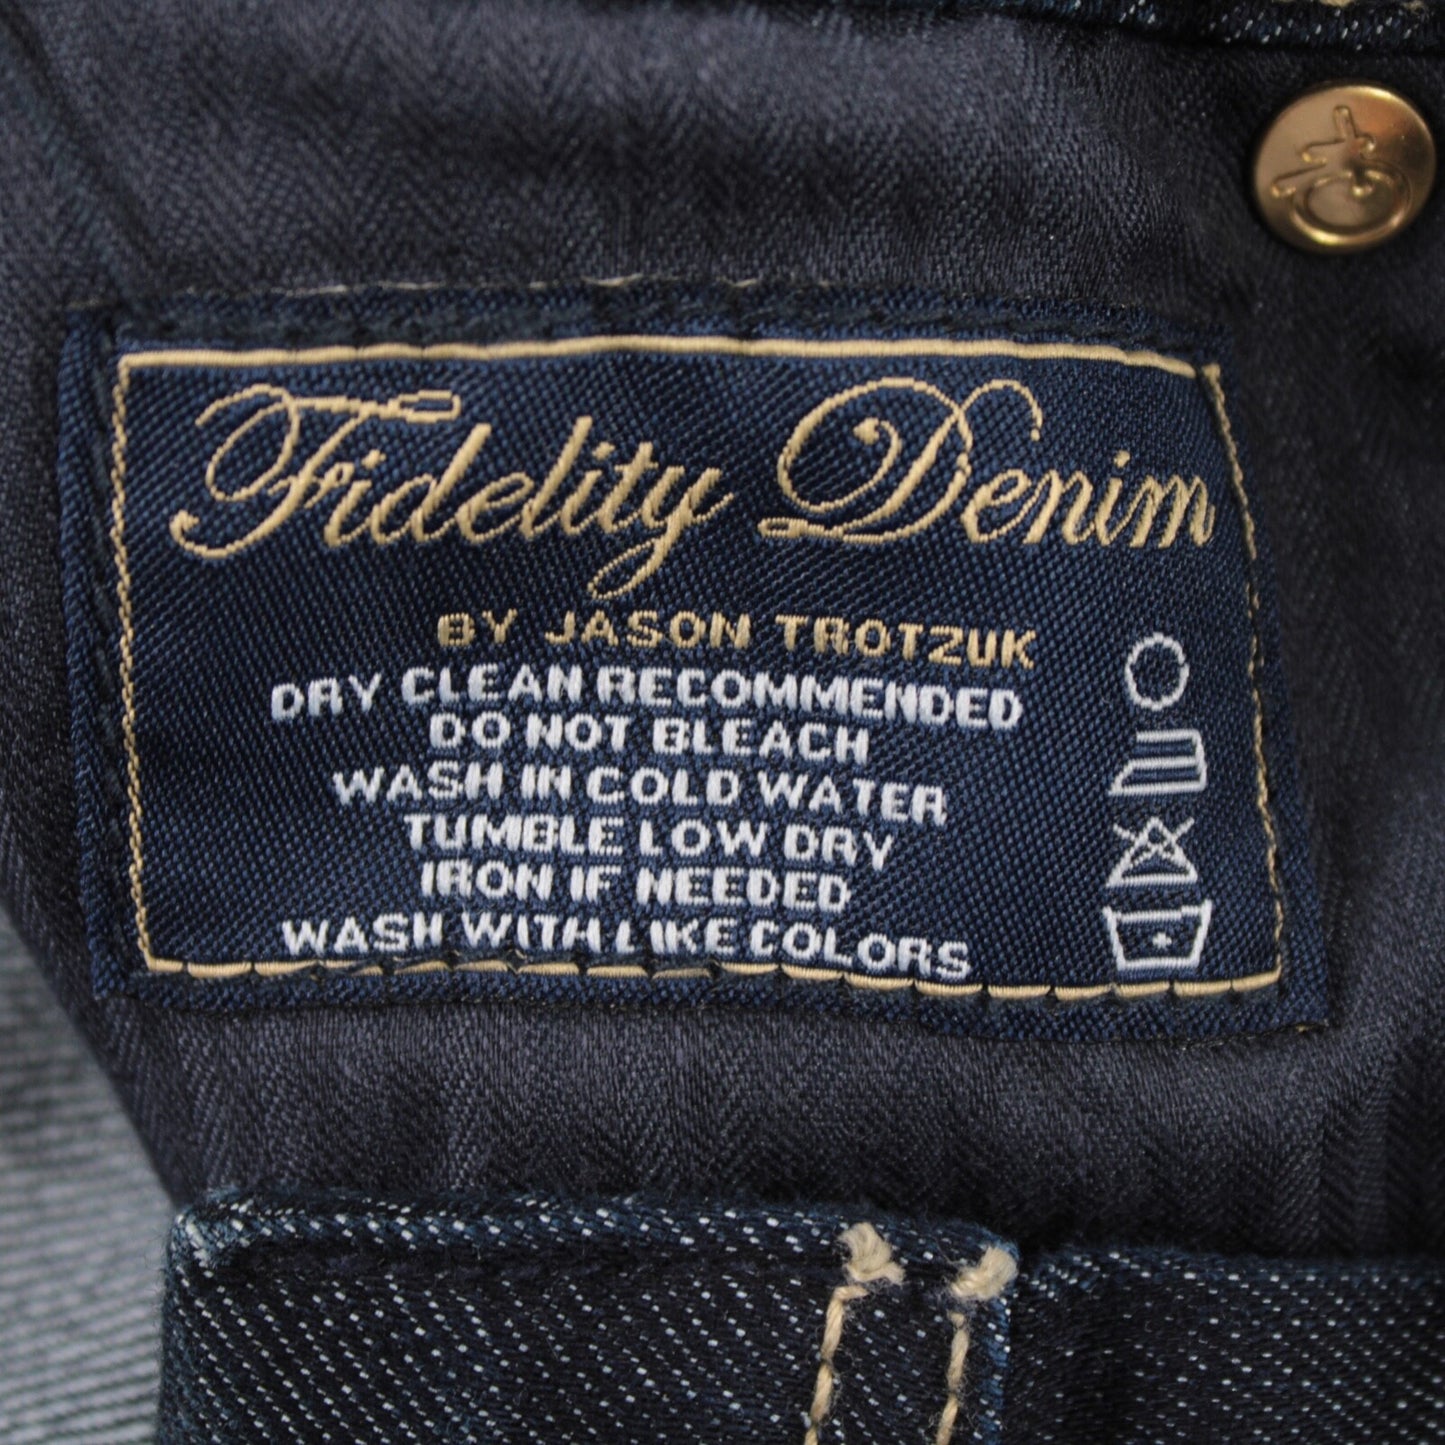 Fidelity Denim
BY JASON TROTZUK
DRY CLEAN RECOMMENDED
DO NOT BLEACH
WASH IN COLD WATER
TUMBLE LOW DRY
IRON IF NEEDED
WASH WITH LIKE COLORS